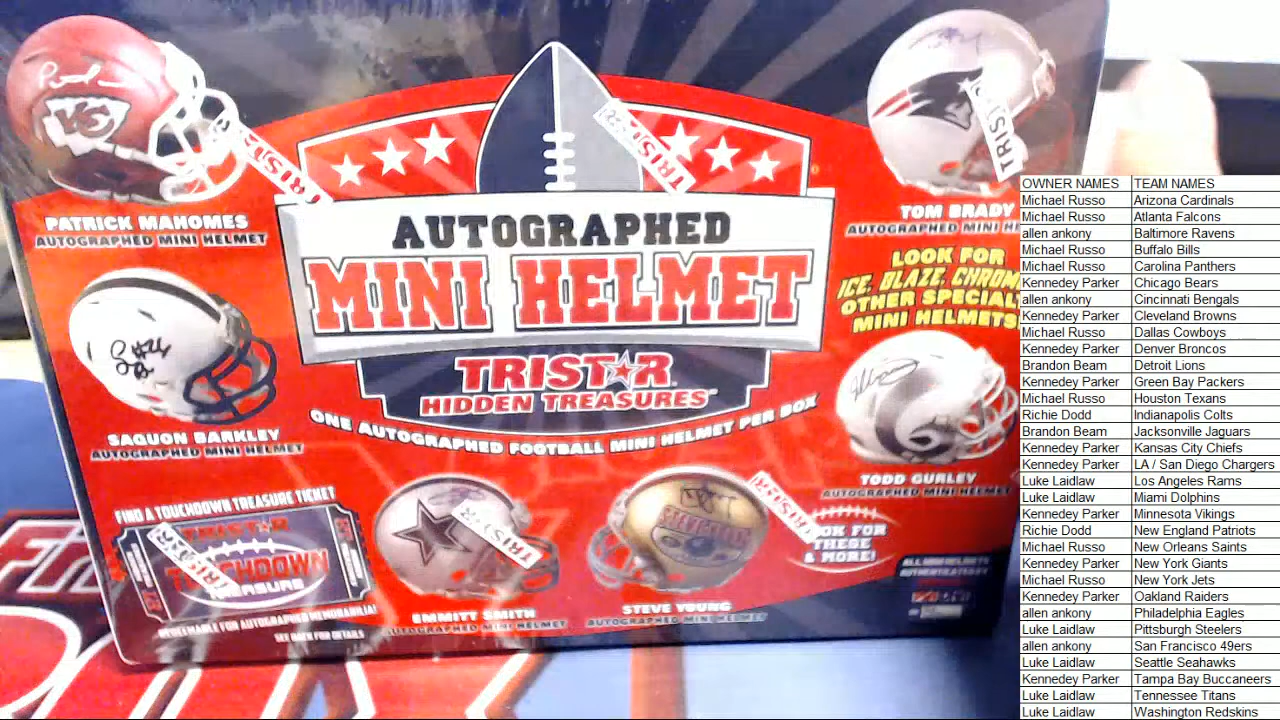 PATRICK MAHOMES
AUTOGRAPHED MINI HELMET
TOM BRADY
AUTOGRAPHED MINI
AUTOGRAPHED
MINI HELMET
TRISTAR
HIDDEN TREASURES
ONE AUTOGRAPHED FOOTBALL MINI HELMET PER BOX
LOOK FOR
ICE, BLAZE, CHROM
OTHER SPECIAL
MINI HELMETS
SAQUON BARKLEY
AUTOGRAPHED MINI HELMET
TODD GURLEY
AUTOGRAPHED MINI HELMET
FIND A TOUCHDOWN TREASURE TICKET
TRISTAR
SEE BACK FOR DETAILS
EMMITT SMITH
AUTOGRAPHED MINI HELMET
STEVE YOUNG
AUTOGRAPHED MINI HELMET
THESE
& MORE!
OWNER NAMES TEAM NAMES
Michael Russo Arizona Cardinals
Michael Russo Atlanta Falcons
allen ankony Baltimore Ravens
Michael Russo Buffalo Bills
Michael Russo Carolina Panthers
Kennedey Parker Chicago Bears
allen ankony Cincinnati Bengals
Kennedey Parker Cleveland Browns
Michael Russo Dallas Cowboys
Kennedey Parker Denver Broncos
Brandon Beam Detroit Lions
Kennedey Parker Green Bay Packers
Michael Russo Houston Texans
Richie Dodd Indianapolis Colts
Brandon Beam Jacksonville Jaguars
Kennedey Parker Kansas City Chiefs
Kennedey Parker LA / San Diego Chargers
Luke Laidlaw Los Angeles Rams
Luke Laidlaw Miami Dolphins
Kennedey Parker Minnesota Vikings
Richie Dodd New England Patriots
Michael Russo New Orleans Saints
Kennedey Parker New York Giants
Michael Russo New York Jets
Kennedey Parker Oakland Raiders
allen ankony Philadelphia Eagles
Luke Laidlaw Pittsburgh Steelers
allen ankony San Francisco 49ers
Luke Laidlaw Seattle Seahawks
Kennedey Parker Tampa Bay Buccaneers
Luke Laidlaw Tennessee Titans
Luke Laidlaw Washington Redskins